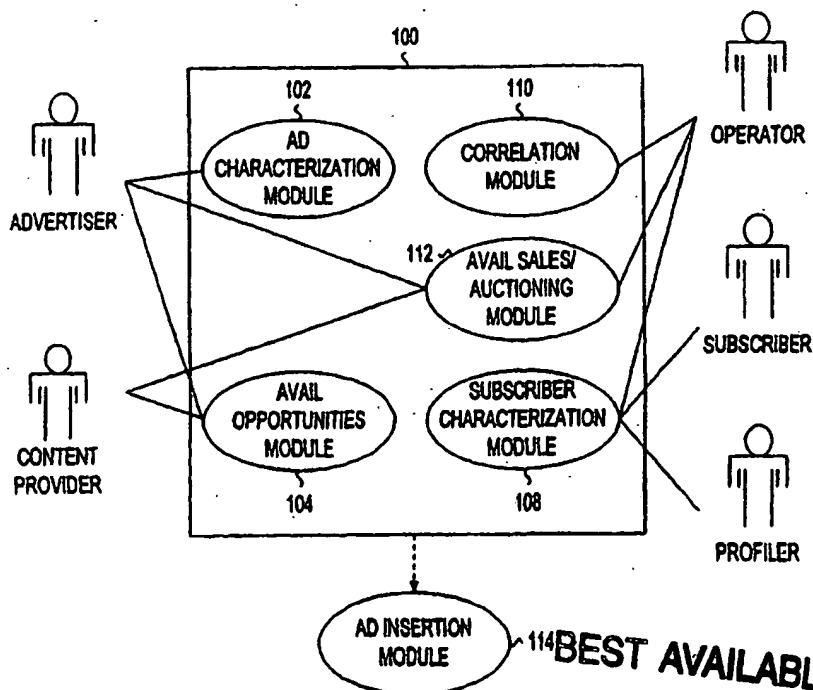 100
102
AD
CHARACTERIZATION
MODULE
110
CORRELATION
MODULE
ADVERTISER
OPERATOR
112
AVAIL SALES/
AUCTIONING
MODULE
SUBSCRIBER
CONTENT
PROVIDER
AVAIL
OPPORTUNITIES
MODULE
104
SUBSCRIBER
CHARACTERIZATION
MODULE
108
PROFILER
AD INSERTION
MODULE
114
BEST AVAILABL